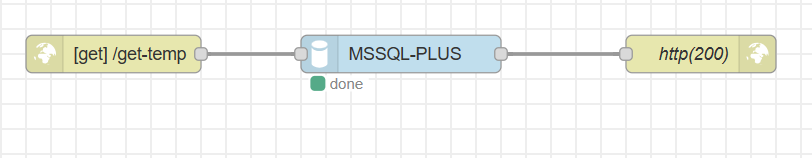 [get] /get-temp
MSSQL-PLUS
http(200)
done